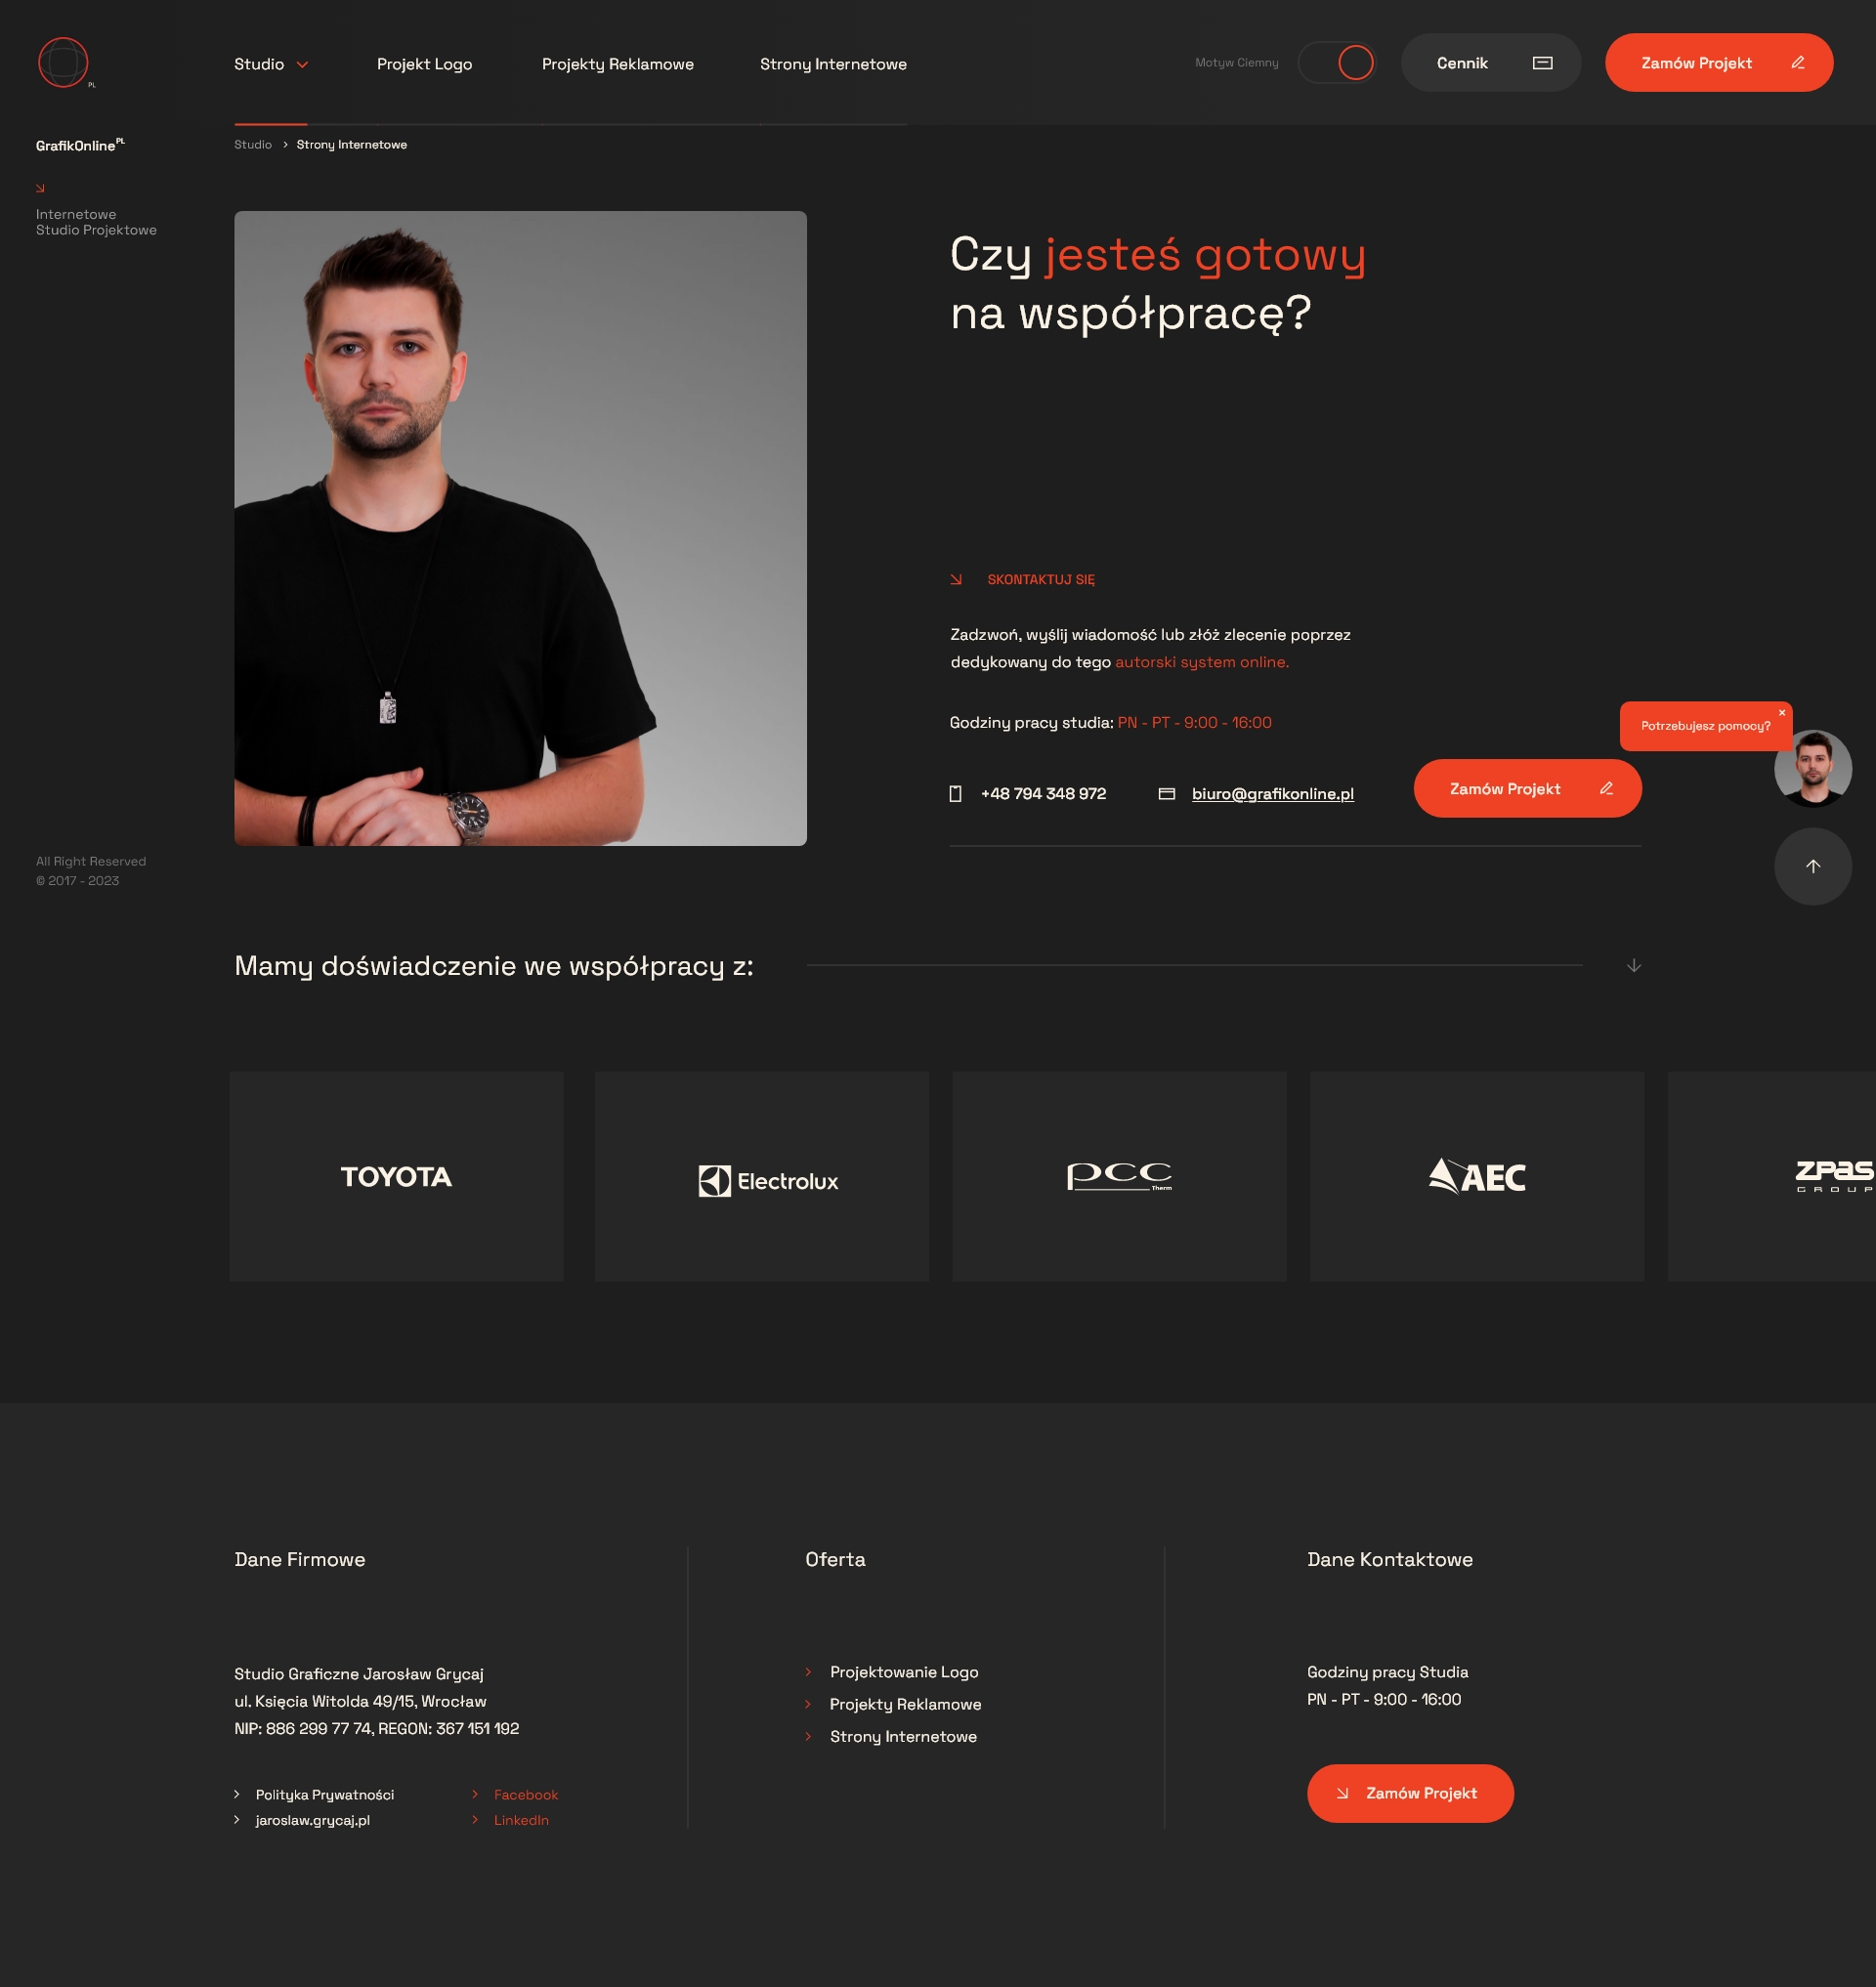 PL
Studio
Projekt Logo
Projekty Reklamowe
Strony Internetowe
Motyw Ciemny
Cennik
Zamów Projekt
GrafikOnline PL
Studio > Strony Internetowe
Internetowe
Studio Projektowe
Czy jesteś gotowy
na współpracę?
SKONTAKTUJ SIĘ
Zadzwoń, wyślij wiadomość lub złóż zlecenie poprzez
dedykowany do tego autorski system online.
Godziny pracy studia: PN - PT - 9:00 - 16:00
Potrzebujesz pomocy?
+48 794 348 972
biuro@grafikonline.pl
Zamów Projekt
All Right Reserved
© 2017 - 2023
Mamy doświadczenie we współpracy z:
TOYOTA
Electrolux
pcc
Therm
AEC
ZPAS
GROUP
Dane Firmowe
Studio Graficzne Jarosław Grycaj
ul. Księcia Witolda 49/15, Wrocław
NIP: 886 299 77 74, REGON: 367 151 192
Polityka Prywatności
jaroslaw.grycaj.pl
Facebook
LinkedIn
Oferta
Projektowanie Logo
Projekty Reklamowe
Strony Internetowe
Dane Kontaktowe
Godziny pracy Studia
PN - PT - 9:00 - 16:00
Zamów Projekt